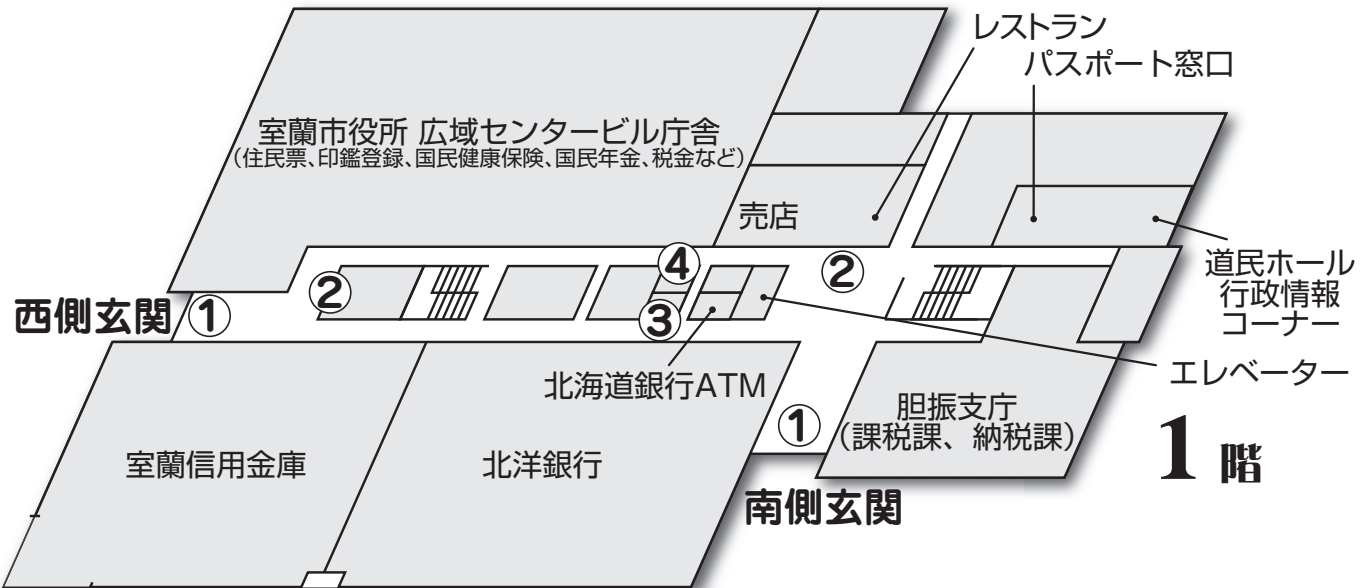 レストラン
パスポート窓口
室蘭市役所 広域センタービル庁舎
(住民票、印鑑登録、国民健康保険、国民年金、税金など)
売店
④
②
②
道民ホール
行政情報
コーナー
西側玄関
①
③
北海道銀行ATM
エレベーター
①
胆振支庁
(課税課、納税課)
1階
室蘭信用金庫
北洋銀行
南側玄関